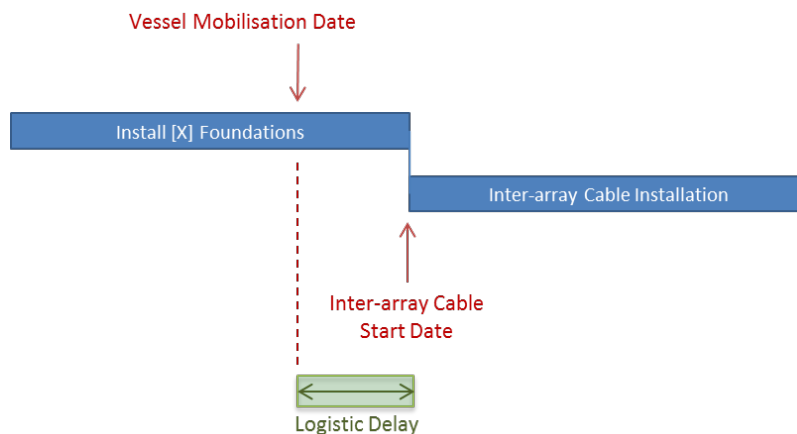 Vessel Mobilisation Date
Install [X] Foundations
Inter-array Cable Installation
Inter-array Cable
Start Date
Logistic Delay